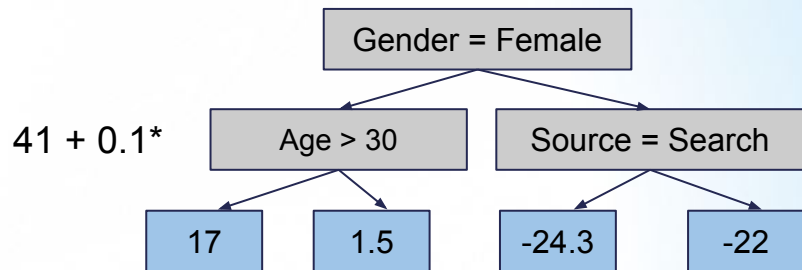 Gender = Female
41 + 0.1*
Age > 30
Source = Search
17
1.5
-24.3
-22